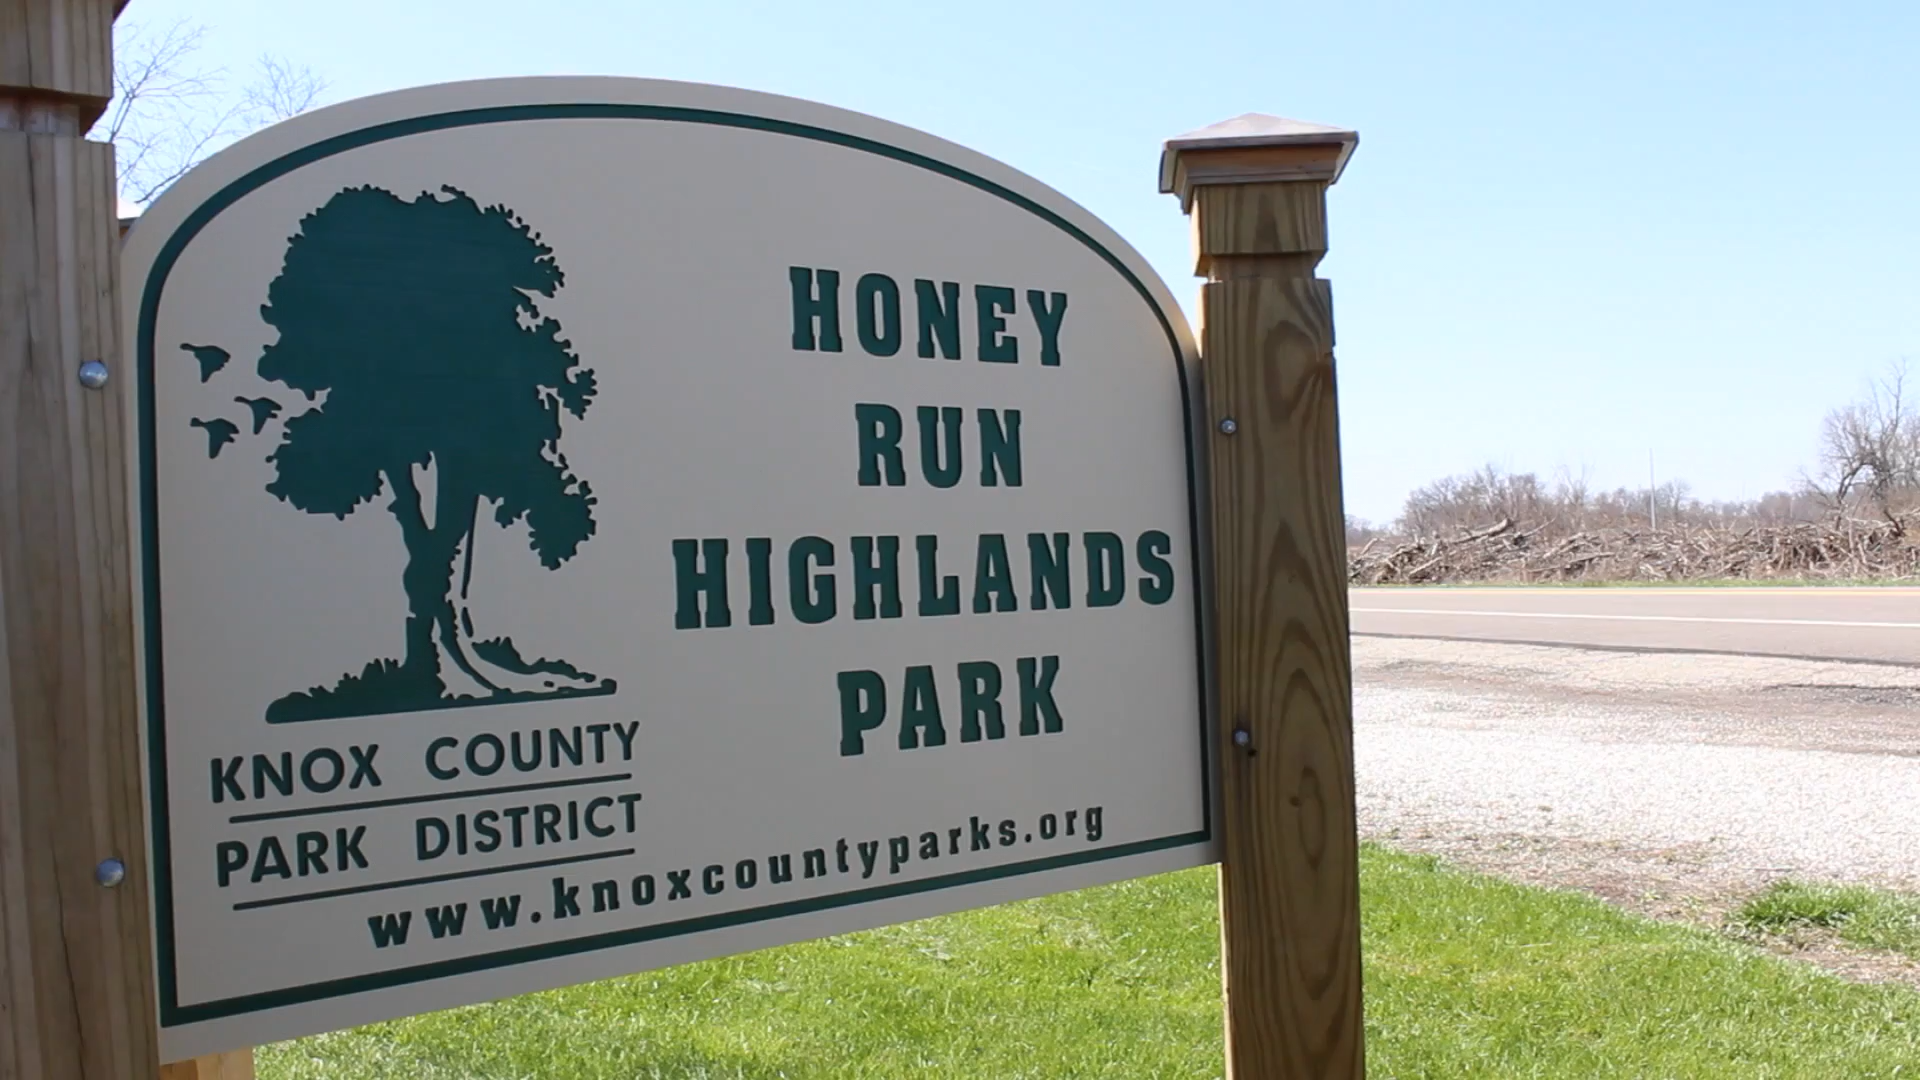 HONEY
RUN
HIGHLANDS
PARK
KNOX COUNTY
PARK DISTRICT
www.knoxcountyparks.org